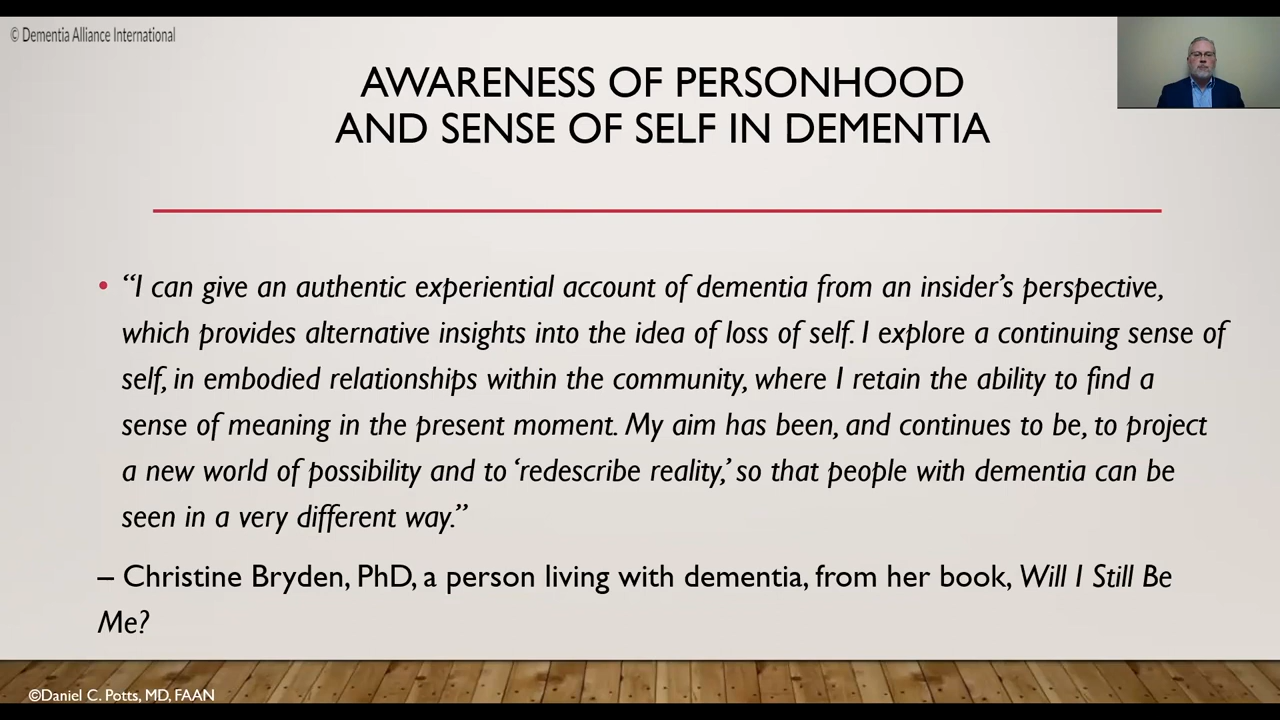 © Dementia Alliance International
AWARENESS OF PERSONHOOD
AND SENSE OF SELF IN DEMENTIA
• “I can give an authentic experiential account of dementia from an insider’s perspective,
which provides alternative insights into the idea of loss of self. I explore a continuing sense of
self, in embodied relationships within the community, where I retain the ability to find a
sense of meaning in the present moment. My aim has been, and continues to be, to project
a new world of possibility and to ‘redescribe reality,’ so that people with dementia can be
seen in a very different way.”
– Christine Bryden, PhD, a person living with dementia, from her book, Will I Still Be
Me?
©Daniel C. Potts, MD, FAAN